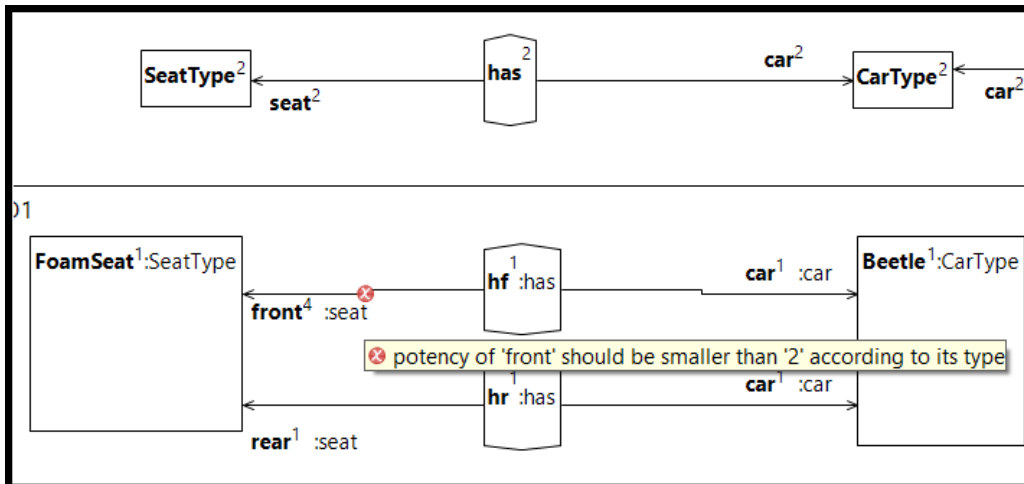 SeatType²
has²
car²
CarType²
seat²
car²
01
FoamSeat¹:SeatType
hf¹ :has
car¹ :car
Beetle¹:CarType
front⁴ :seat
potency of 'front' should be smaller than '2' according to its type
hr¹ :has
car¹ :car
rear¹ :seat